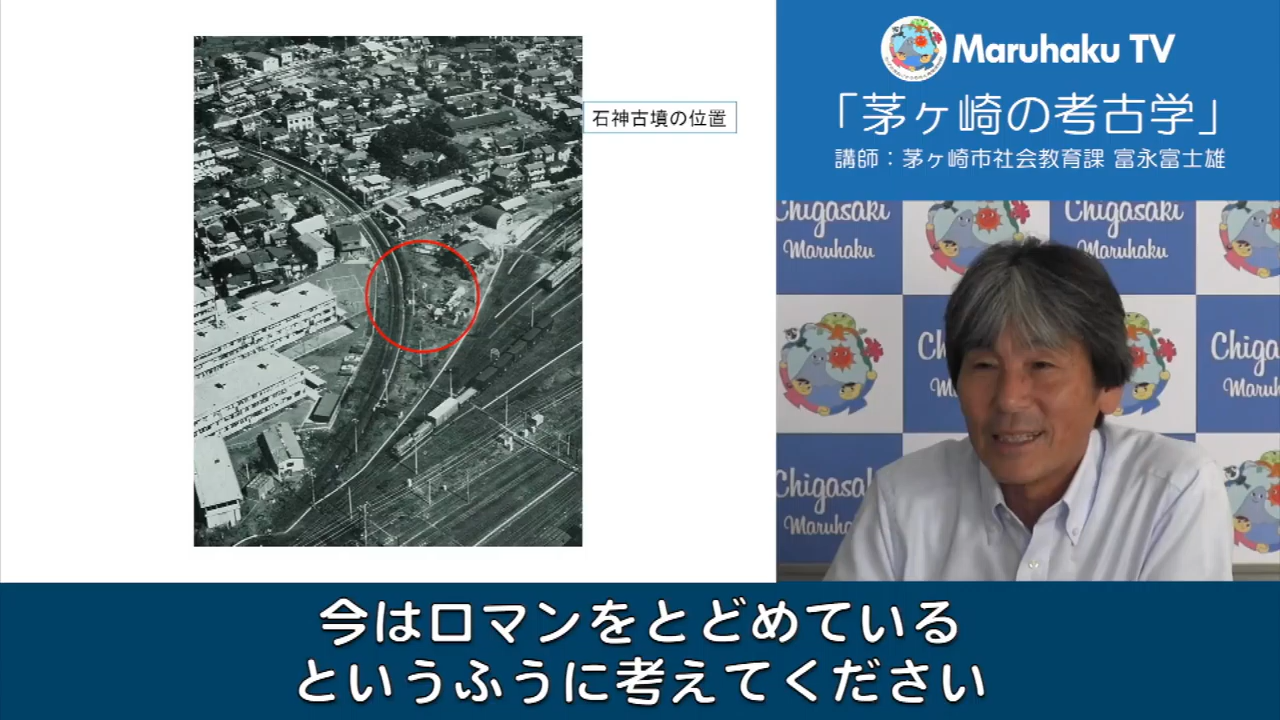 Maruhaku TV
「茅ヶ崎の考古学」
講師：茅ヶ崎市社会教育課 富永富士雄
石神古墳の位置
Chigasaki
Maruhaku
Chigasaki
Maruhaku
今はロマンをとどめている
というふうに考えてください